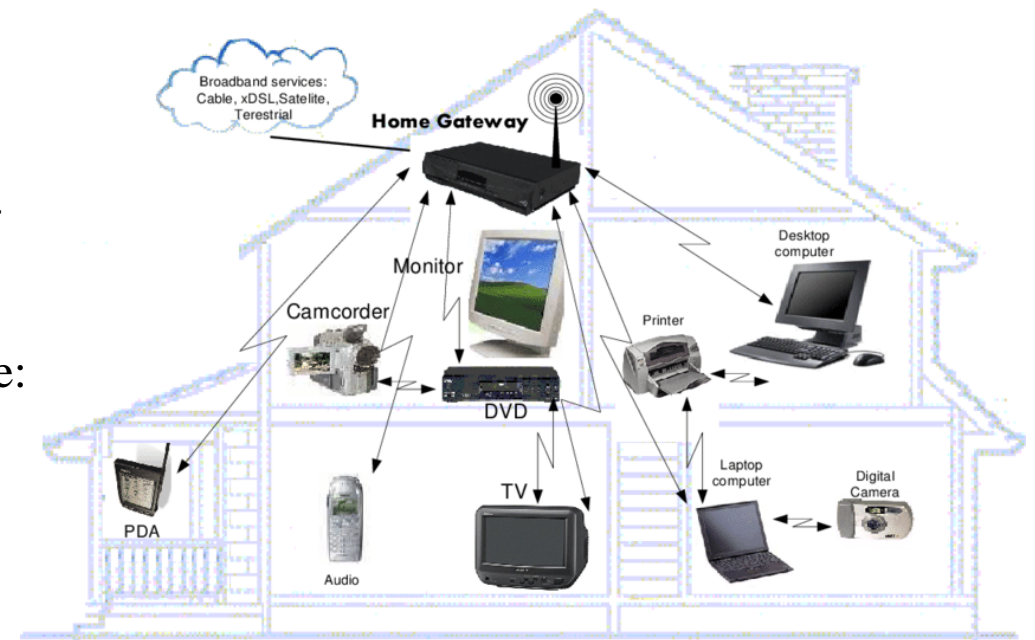 Broadband services:
Cable, xDSL,Satelite,
Terestrial
Home Gateway
.
Desktop
computer
Monitor
Camcorder
Printer
e:
DVD
Laptop
computer
Digital
Camera
TV
PDA
Audio